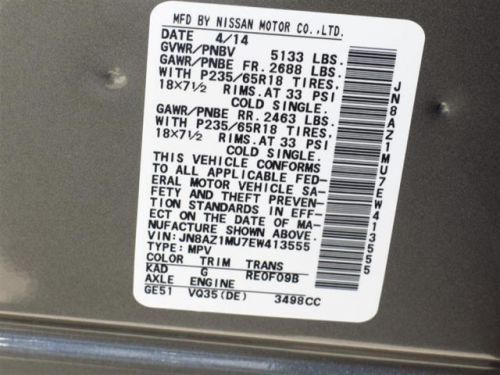 MFD BY NISSAN MOTOR CO.,LTD.
DATE 4/14
GVWR/PNBV 5133 LBS.
GAWR/PNBE FR. 2688 LBS.
WITH P235/65R18 TIRES.
18×7½ RIMS.AT 33 PSI
COLD SINGLE.
GAWR/PNBE RR. 2463 LBS.
WITH P235/65R18 TIRES.
18×7½ RIMS.AT 33 PSI
COLD SINGLE.
THIS VEHICLE CONFORMS
TO ALL APPLICABLE FED-
ERAL MOTOR VEHICLE SA-
FETY AND THEFT PREVEN-
TION STANDARDS IN EFF-
ECT ON THE DATE OF MA-
NUFACTURE SHOWN ABOVE.
VIN:JN8AZ1MU7EW413555
TYPE:MPV
COLOR TRIM TRANS
KAD G RE0F09B
AXLE ENGINE
GE51 VQ35(DE) 3498CC
JN8AZ1MU7EW413555